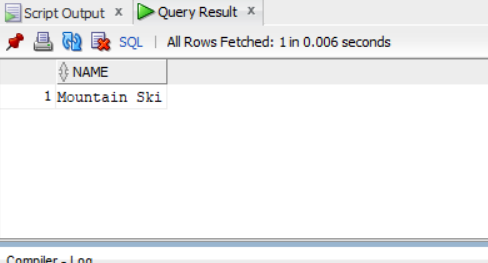 Script Output x Query Result x
SQL | All Rows Fetched: 1 in 0.006 seconds
NAME
1 Mountain Ski
Compiler - Log